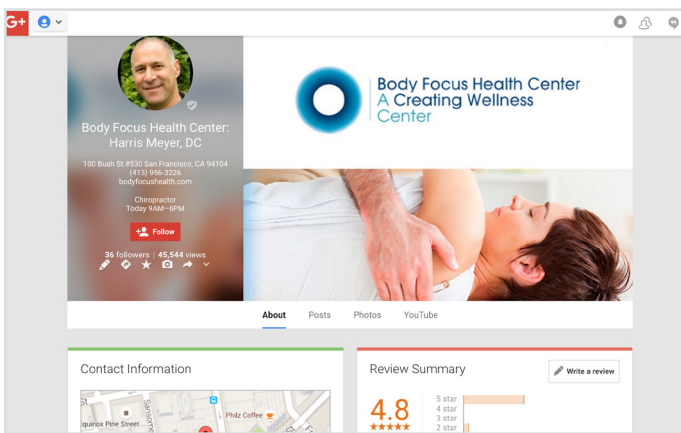 G+
Body Focus Health Center:
Harris Meyer, DC
100 Bush St #530 San Francisco, CA 94104
(415) 956-3226
bodyfocushealth.com
Chiropractor
Today 9AM–6PM
Follow
36 followers | 45,544 views
Body Focus Health Center
A Creating Wellness
Center
About Posts Photos YouTube
Contact Information
St
Sansome
Philz Coffee
quinox Pine Street
Review Summary
Write a review
4.8
5 star
4 star
3 star
2 star